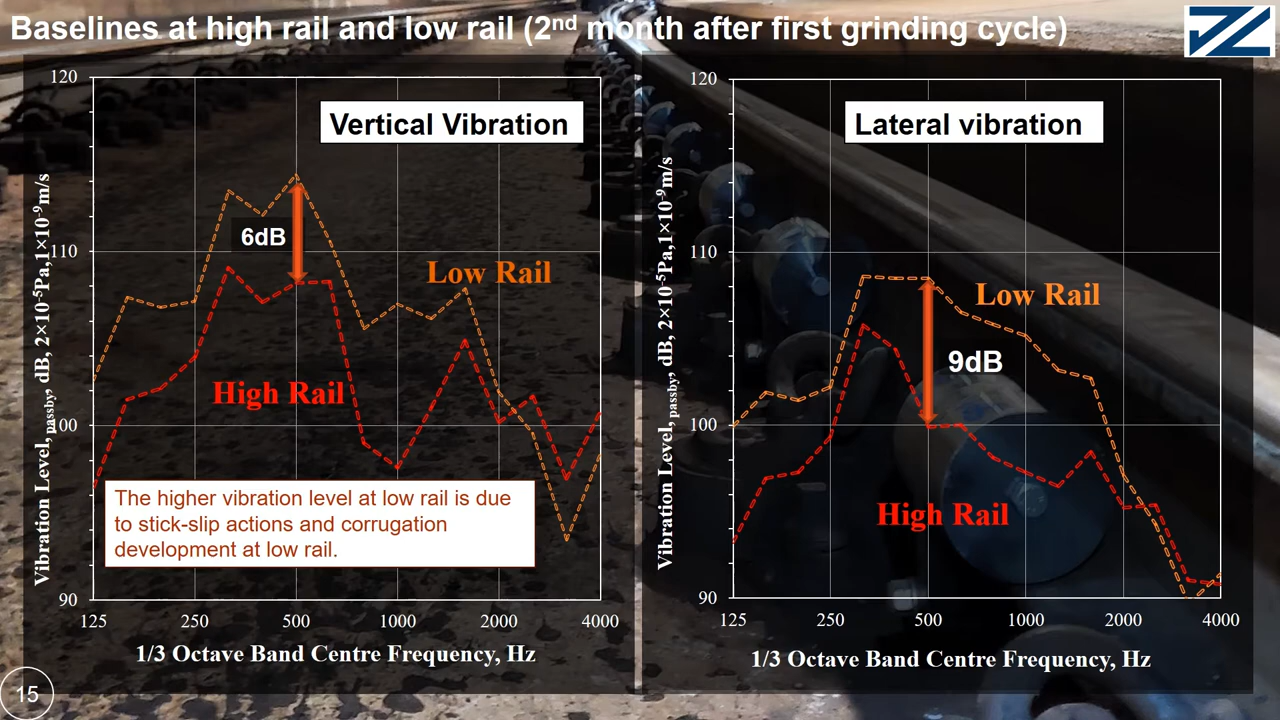 Baselines at high rail and low rail (2nd month after first grinding cycle)
120
110
100
90
Vibration Level, passby, dB, 2×10-5Pa,1×10-9m/s
Vertical Vibration
6dB
Low Rail
High Rail
The higher vibration level at low rail is due
to stick-slip actions and corrugation
development at low rail.
125 250 500 1000 2000 4000
1/3 Octave Band Centre Frequency, Hz
120
110
100
90
Vibration Level, passby, dB, 2×10-5Pa,1×10-9m/s
Lateral vibration
Low Rail
9dB
High Rail
125 250 500 1000 2000 4000
1/3 Octave Band Centre Frequency, Hz
15